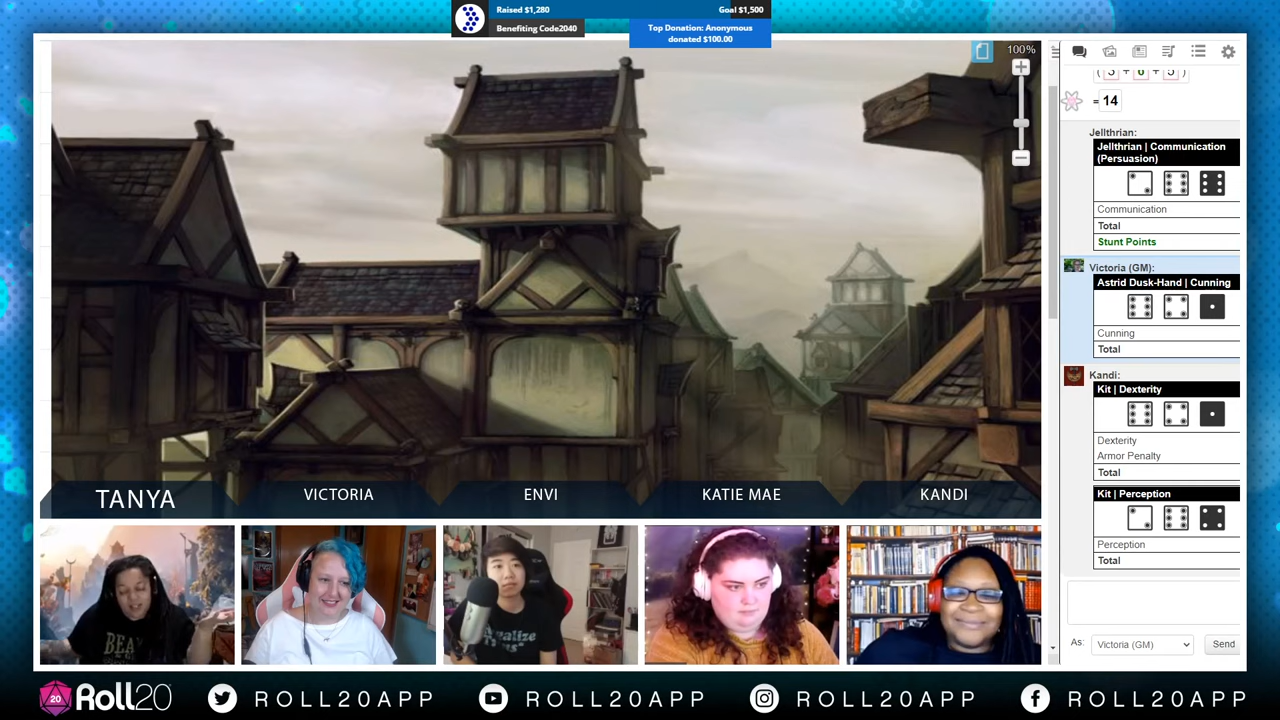 Raised $1,280
Goal $1,500
Benefiting Code2040
Top Donation: Anonymous
donated $100.00
100%
= 14
Jellthrian:
Jellthrian | Communication
(Persuasion)
Communication
Total
Stunt Points
Victoria (GM):
Astrid Dusk-Hand | Cunning
Cunning
Total
Kandi:
Kit | Dexterity
Dexterity
Armor Penalty
Total
Kit | Perception
Perception
Total
As:
Victoria (GM)
Send
TANYA
VICTORIA
ENVI
KATIE MAE
KANDI
20
Roll20
ROLL20APP
ROLL20APP
ROLL20APP
ROLL20APP